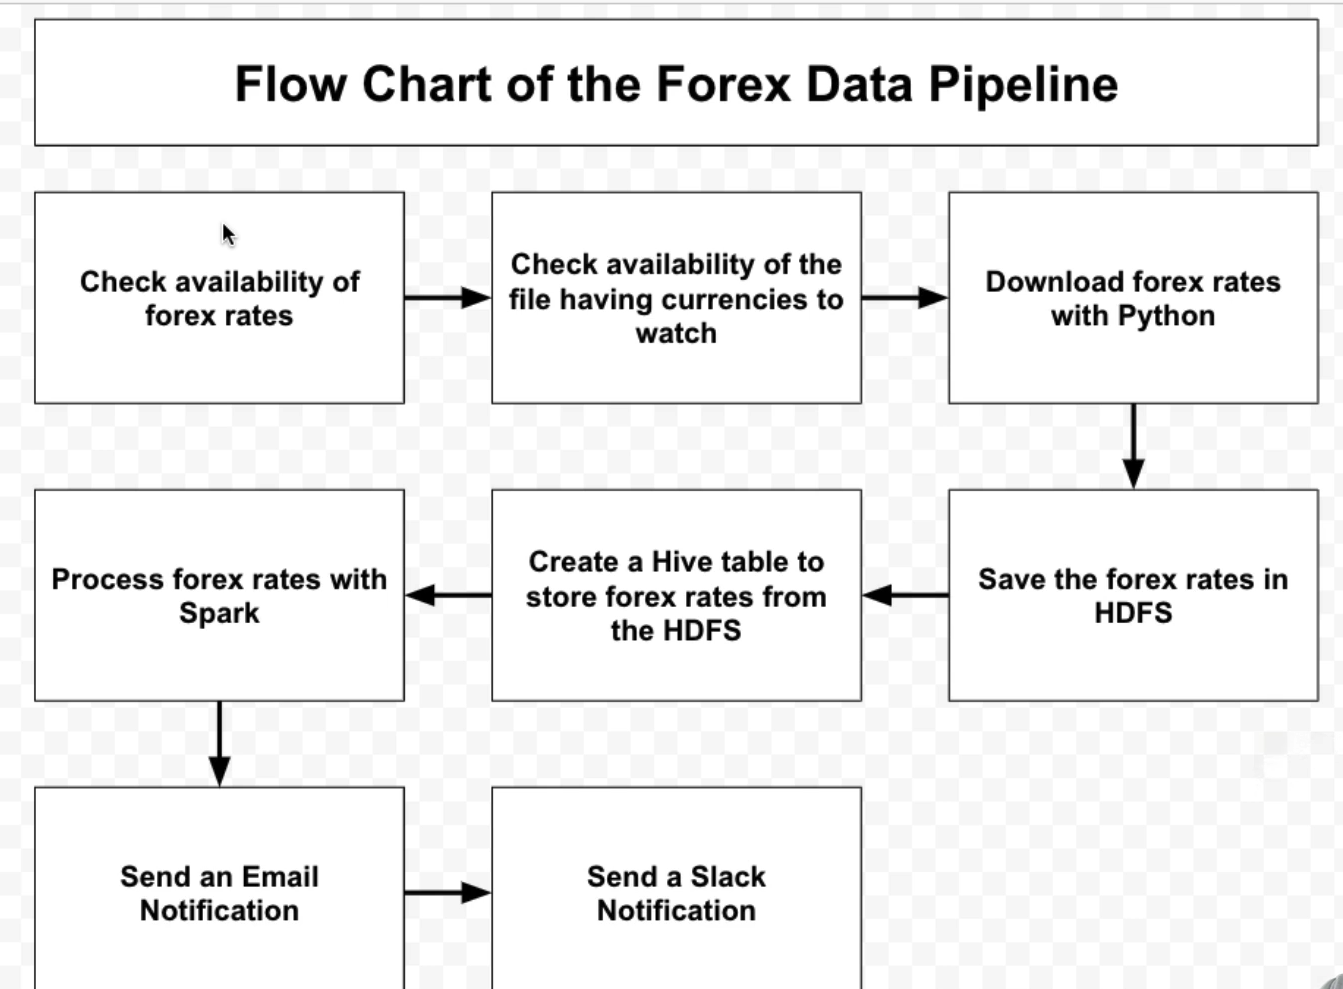 Flow Chart of the Forex Data Pipeline
Check availability of
forex rates
Check availability of the
file having currencies to
watch
Download forex rates
with Python
Save the forex rates in
HDFS
Create a Hive table to
store forex rates from
the HDFS
Process forex rates with
Spark
Send an Email
Notification
Send a Slack
Notification